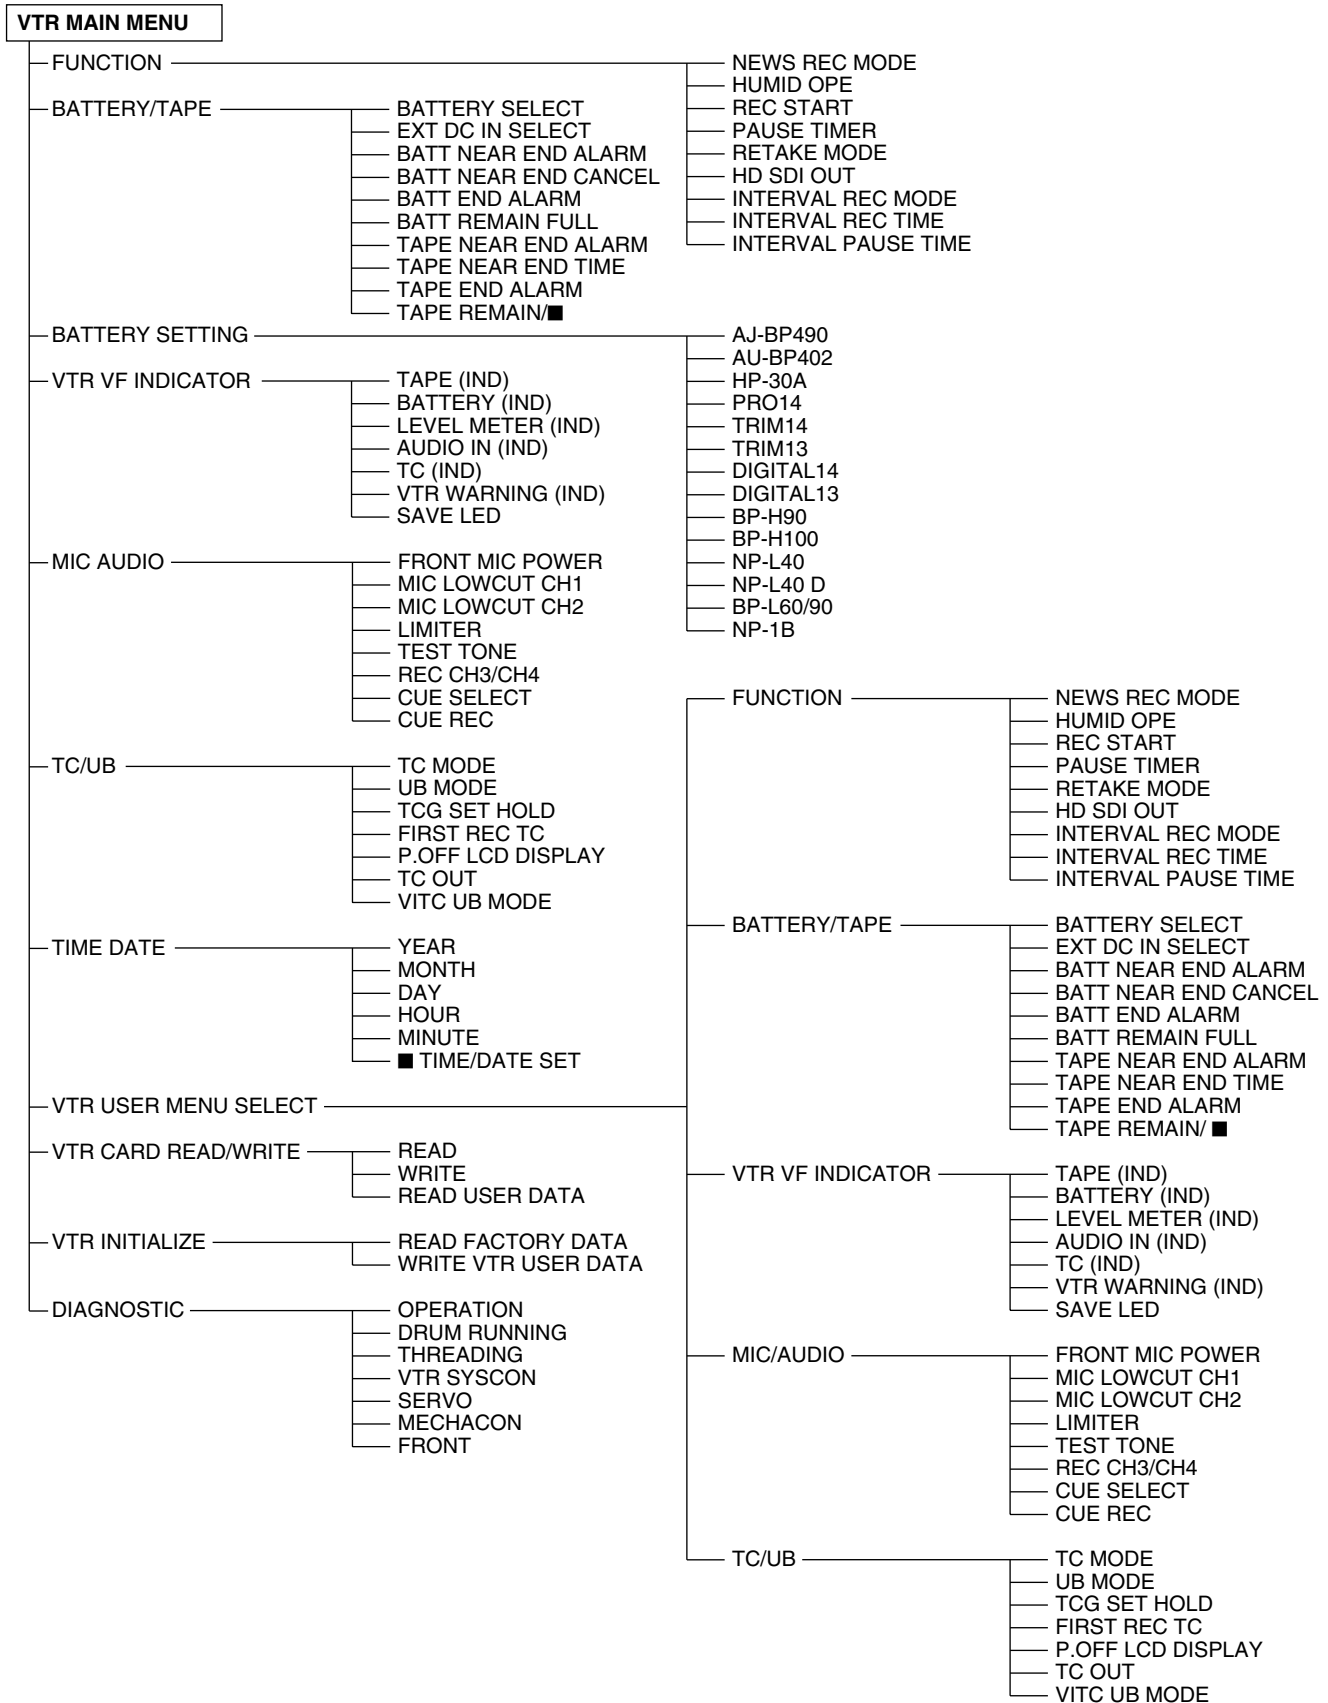 VTR MAIN MENU
FUNCTION
NEWS REC MODE
HUMID OPE
REC START
PAUSE TIMER
RETAKE MODE
HD SDI OUT
INTERVAL REC MODE
INTERVAL REC TIME
INTERVAL PAUSE TIME
BATTERY/TAPE
BATTERY SELECT
EXT DC IN SELECT
BATT NEAR END ALARM
BATT NEAR END CANCEL
BATT END ALARM
BATT REMAIN FULL
TAPE NEAR END ALARM
TAPE NEAR END TIME
TAPE END ALARM
TAPE REMAIN/■
BATTERY SETTING
AJ-BP490
AU-BP402
HP-30A
PRO14
TRIM14
TRIM13
DIGITAL14
DIGITAL13
BP-H90
BP-H100
NP-L40
NP-L40 D
BP-L60/90
NP-1B
VTR VF INDICATOR
TAPE (IND)
BATTERY (IND)
LEVEL METER (IND)
AUDIO IN (IND)
TC (IND)
VTR WARNING (IND)
SAVE LED
MIC AUDIO
FRONT MIC POWER
MIC LOWCUT CH1
MIC LOWCUT CH2
LIMITER
TEST TONE
REC CH3/CH4
CUE SELECT
CUE REC
TC/UB
TC MODE
UB MODE
TCG SET HOLD
FIRST REC TC
P.OFF LCD DISPLAY
TC OUT
VITC UB MODE
TIME DATE
YEAR
MONTH
DAY
HOUR
MINUTE
■ TIME/DATE SET
VTR USER MENU SELECT
FUNCTION
NEWS REC MODE
HUMID OPE
REC START
PAUSE TIMER
RETAKE MODE
HD SDI OUT
INTERVAL REC MODE
INTERVAL REC TIME
INTERVAL PAUSE TIME
BATTERY/TAPE
BATTERY SELECT
EXT DC IN SELECT
BATT NEAR END ALARM
BATT NEAR END CANCEL
BATT END ALARM
BATT REMAIN FULL
TAPE NEAR END ALARM
TAPE NEAR END TIME
TAPE END ALARM
TAPE REMAIN/ ■
VTR VF INDICATOR
TAPE (IND)
BATTERY (IND)
LEVEL METER (IND)
AUDIO IN (IND)
TC (IND)
VTR WARNING (IND)
SAVE LED
MIC/AUDIO
FRONT MIC POWER
MIC LOWCUT CH1
MIC LOWCUT CH2
LIMITER
TEST TONE
REC CH3/CH4
CUE SELECT
CUE REC
TC/UB
TC MODE
UB MODE
TCG SET HOLD
FIRST REC TC
P.OFF LCD DISPLAY
TC OUT
VITC UB MODE
VTR CARD READ/WRITE
READ
WRITE
READ USER DATA
VTR INITIALIZE
READ FACTORY DATA
WRITE VTR USER DATA
DIAGNOSTIC
OPERATION
DRUM RUNNING
THREADING
VTR SYSCON
SERVO
MECHACON
FRONT